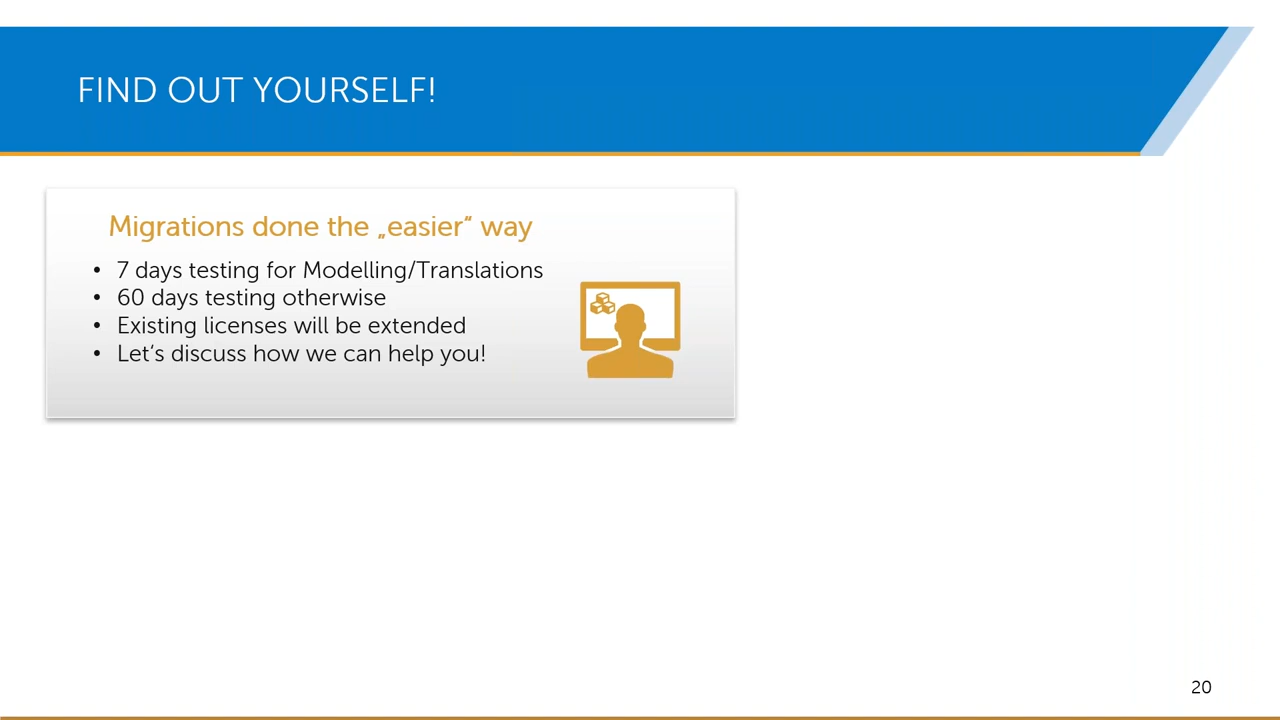 FIND OUT YOURSELF!
Migrations done the „easier“ way
• 7 days testing for Modelling/Translations
• 60 days testing otherwise
• Existing licenses will be extended
• Let‘s discuss how we can help you!
20